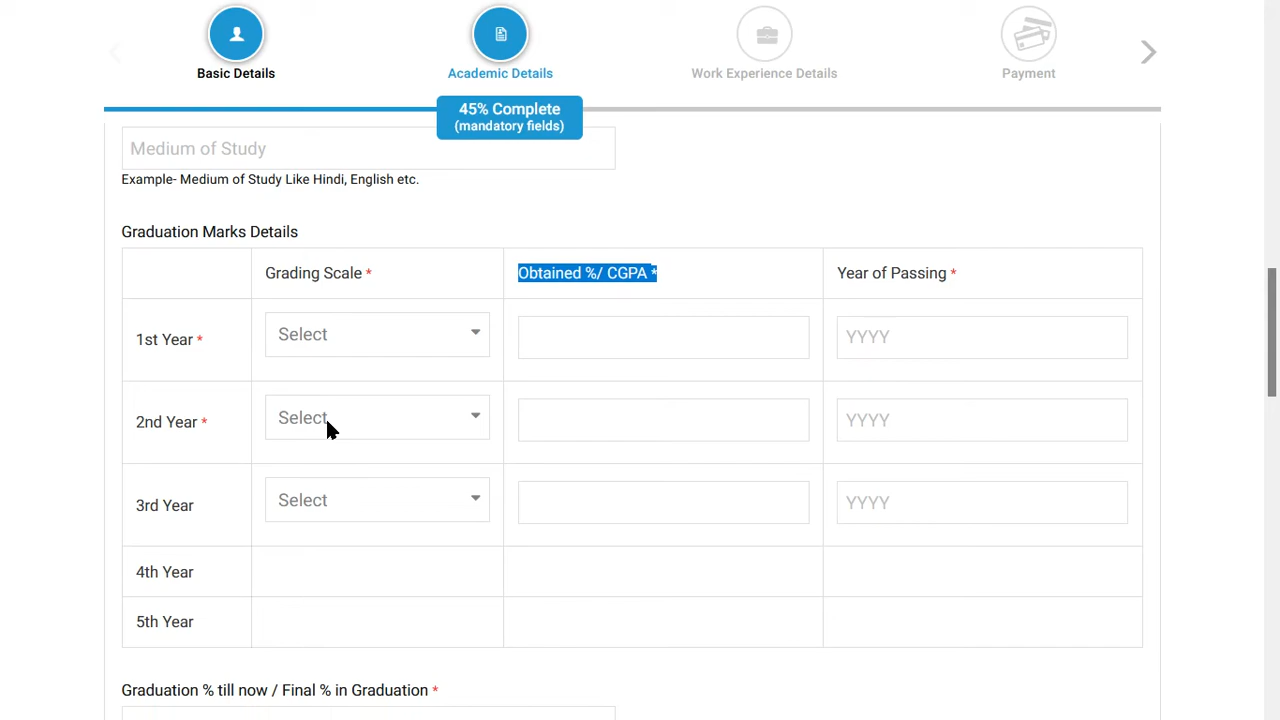 Basic Details
Academic Details
Work Experience Details
Payment
45% Complete
(mandatory fields)
Medium of Study
Example- Medium of Study Like Hindi, English etc.
Graduation Marks Details
Grading Scale * Obtained %/ CGPA * Year of Passing *
1st Year * Select YYYY
2nd Year * Select YYYY
3rd Year Select YYYY
4th Year
5th Year
Graduation % till now / Final % in Graduation *